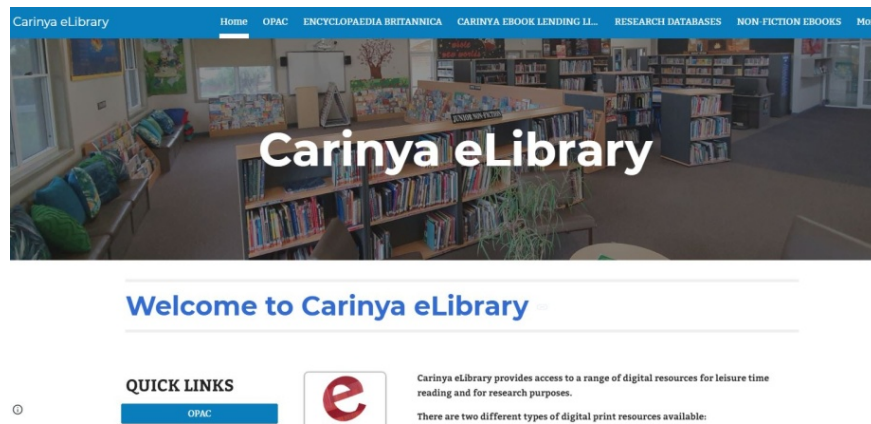 Carinya eLibrary
Home OPAC ENCYCLOPAEDIA BRITANNICA CARINYA EBOOK LENDING LI... RESEARCH DATABASES NON-FICTION EBOOKS Mo
JUNIOR NON-FICTION
Carinya eLibrary
Welcome to Carinya eLibrary
QUICK LINKS
OPAC
e
Carinya eLibrary provides access to a range of digital resources for leisure time
reading and for research purposes.
There are two different types of digital print resources available: